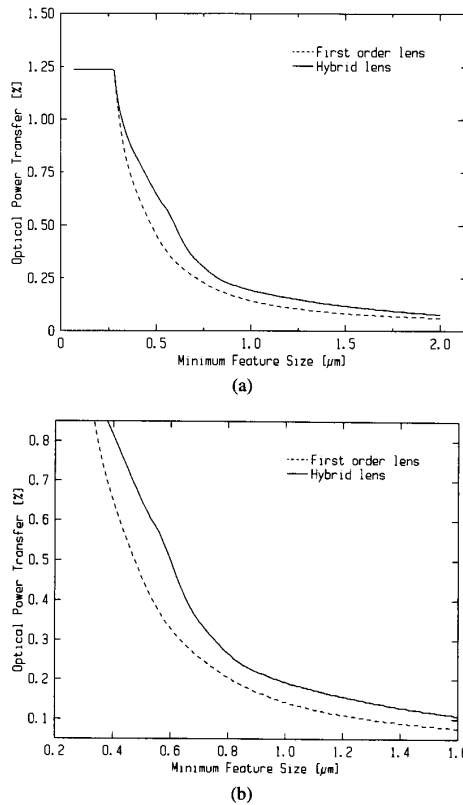 1.50
1.25
1.00
0.75
0.50
0.25
0
Optical Power Transfer [%]
First order lens
Hybrid lens
0 0.5 1.0 1.5 2.0
Minimum Feature Size [µm]
(a)
0.8
0.7
0.6
0.5
0.4
0.3
0.2
0.1
Optical Power Transfer [%]
First order lens
Hybrid lens
0.2 0.4 0.6 0.8 1.0 1.2 1.4 1.6
Minimum Feature Size [µm]
(b)